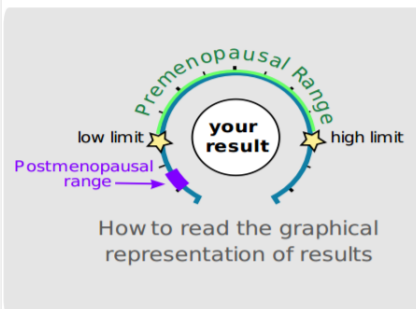 Premenopausal Range
your
result
low limit
high limit
Postmenopausal
range
How to read the graphical
representation of results